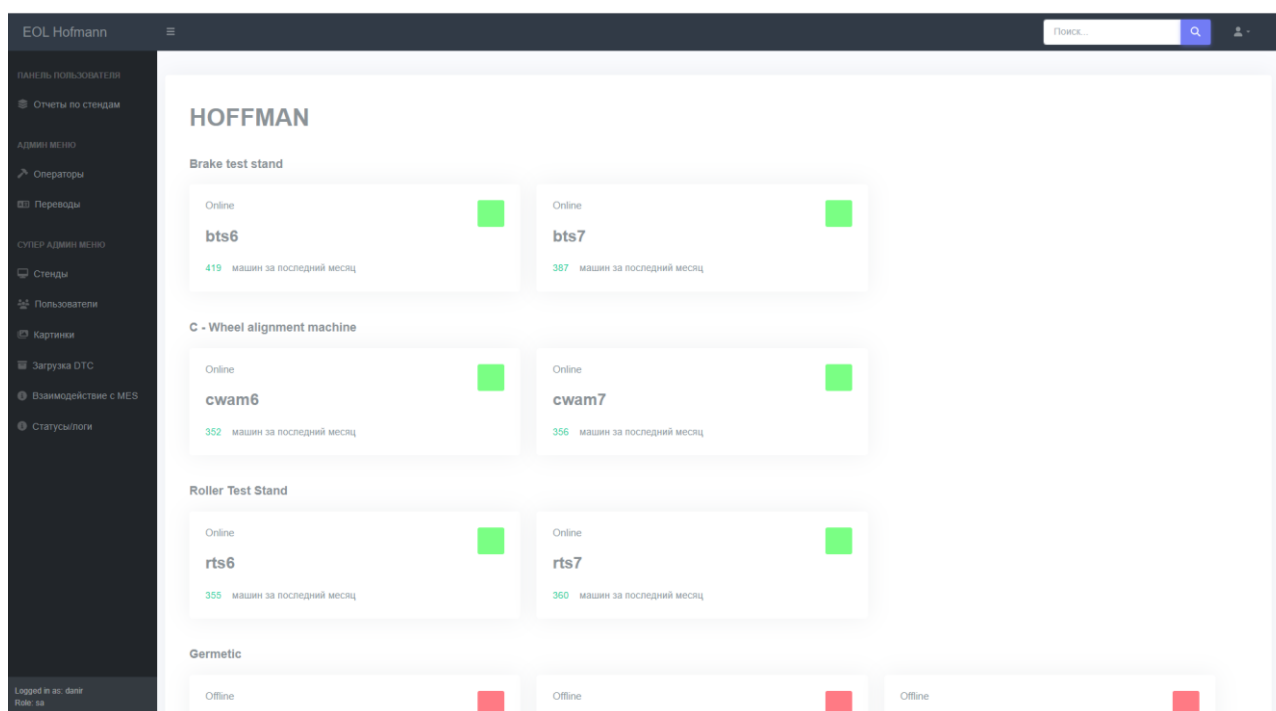 EOL Hofmann
Поиск...
ПАНЕЛЬ ПОЛЬЗОВАТЕЛЯ
Отчеты по стендам
АДМИН МЕНЮ
Операторы
Переводы
СУПЕР АДМИН МЕНЮ
Стенды
Пользователи
Картинки
Загрузка DTC
Взаимодействие с MES
Статусы/логи
Logged in as: danir
Role: sa
HOFFMAN
Brake test stand
Online
bts6
419 машин за последний месяц
Online
bts7
387 машин за последний месяц
C - Wheel alignment machine
Online
cwam6
352 машин за последний месяц
Online
cwam7
356 машин за последний месяц
Roller Test Stand
Online
rts6
355 машин за последний месяц
Online
rts7
360 машин за последний месяц
Germetic
Offline
Offline
Offline